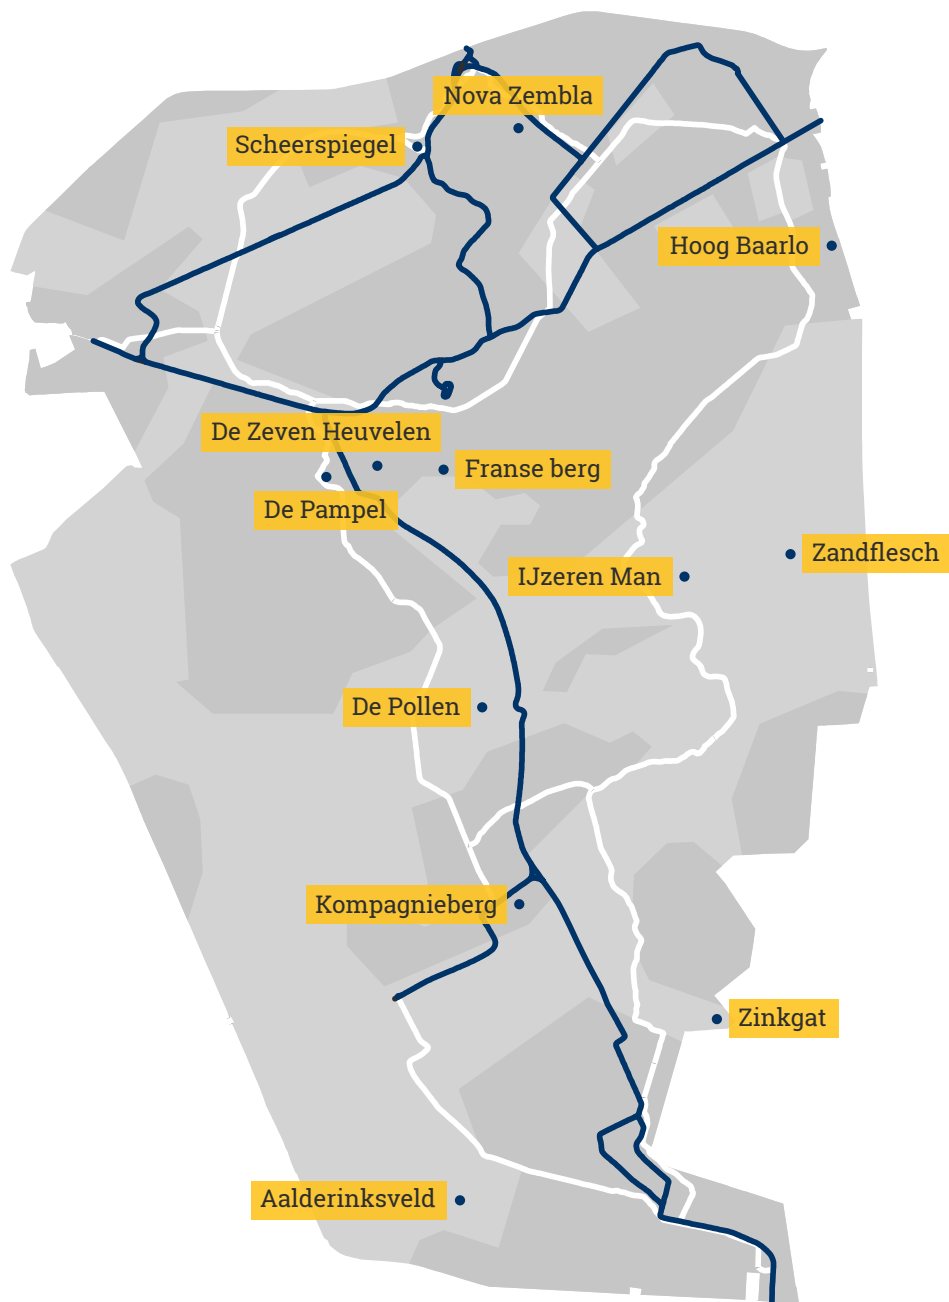 Nova Zembla
Scheerspiegel
Hoog Baarlo
De Zeven Heuvelen
Franse berg
De Pampel
Zandflesch
IJzeren Man
De Pollen
Kompagnieberg
Zinkgat
Aalderinksveld